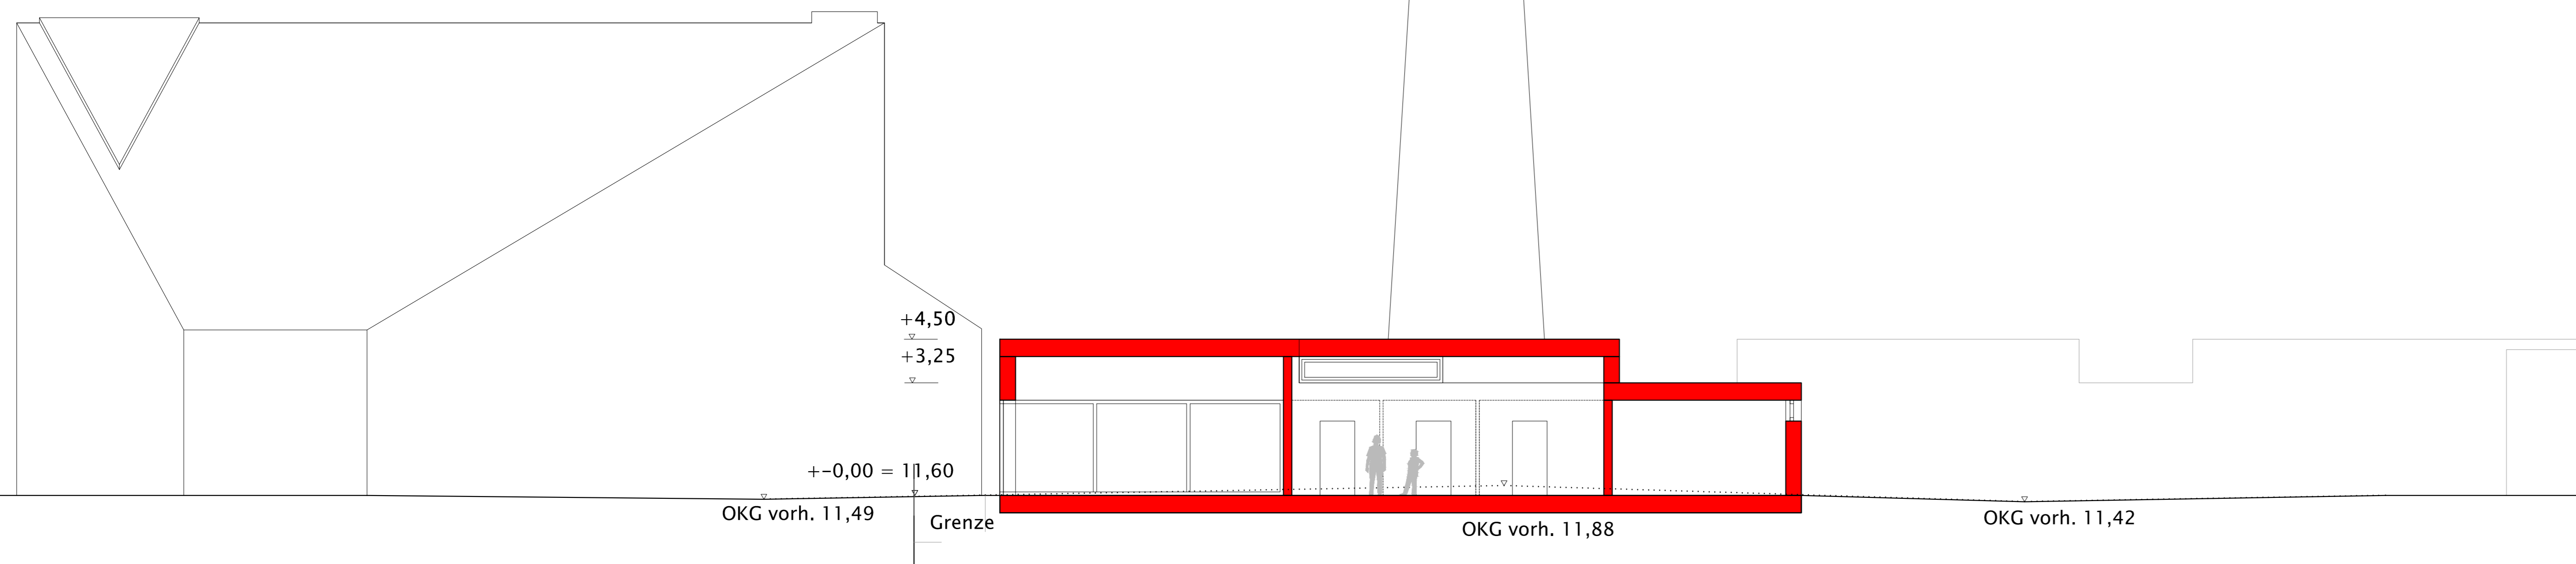 +4,50
+3,25
+-0,00 = 11,60
OKG vorh. 11,49
Grenze
OKG vorh. 11,88
OKG vorh. 11,42